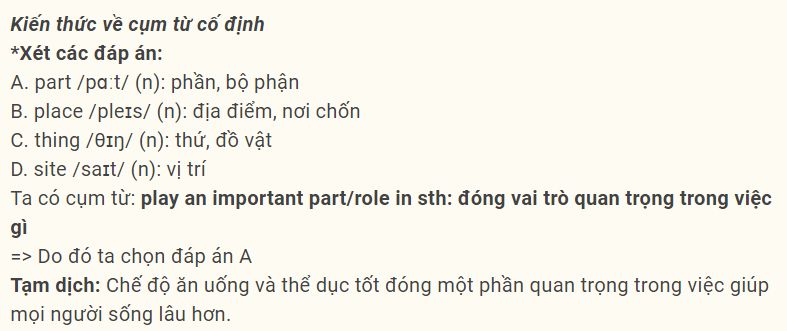 Kiến thức về cụm từ cố định
*Xét các đáp án:
A. part /pɑːt/ (n): phần, bộ phận
B. place /pleɪs/ (n): địa điểm, nơi chốn
C. thing /θɪŋ/ (n): thứ, đồ vật
D. site /saɪt/ (n): vị trí
Ta có cụm từ: play an important part/role in sth: đóng vai trò quan trọng trong việc
gì
=> Do đó ta chọn đáp án A
Tạm dịch: Chế độ ăn uống và thể dục tốt đóng một phần quan trọng trong việc giúp
mọi người sống lâu hơn.